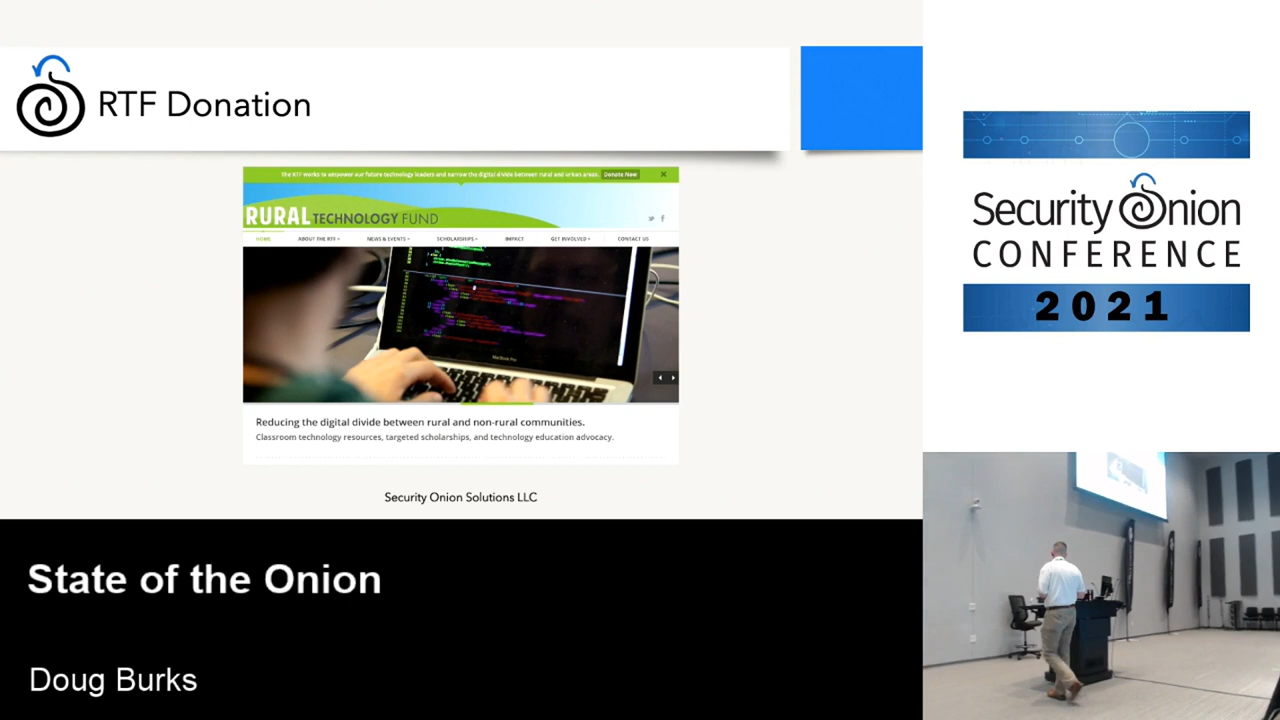 RTF Donation
The RTF works to empower our future technology leaders and narrow the digital divide between rural and urban areas. Donate Now
RURAL TECHNOLOGY FUND
HOME ABOUT THE RTF NEWS & EVENTS SCHOLARSHIPS IMPACT GET INVOLVED CONTACT US
MacBook Pro
Reducing the digital divide between rural and non-rural communities.
Classroom technology resources, targeted scholarships, and technology education advocacy.
Security Onion Solutions LLC
State of the Onion
Doug Burks
Security Onion
CONFERENCE
2021